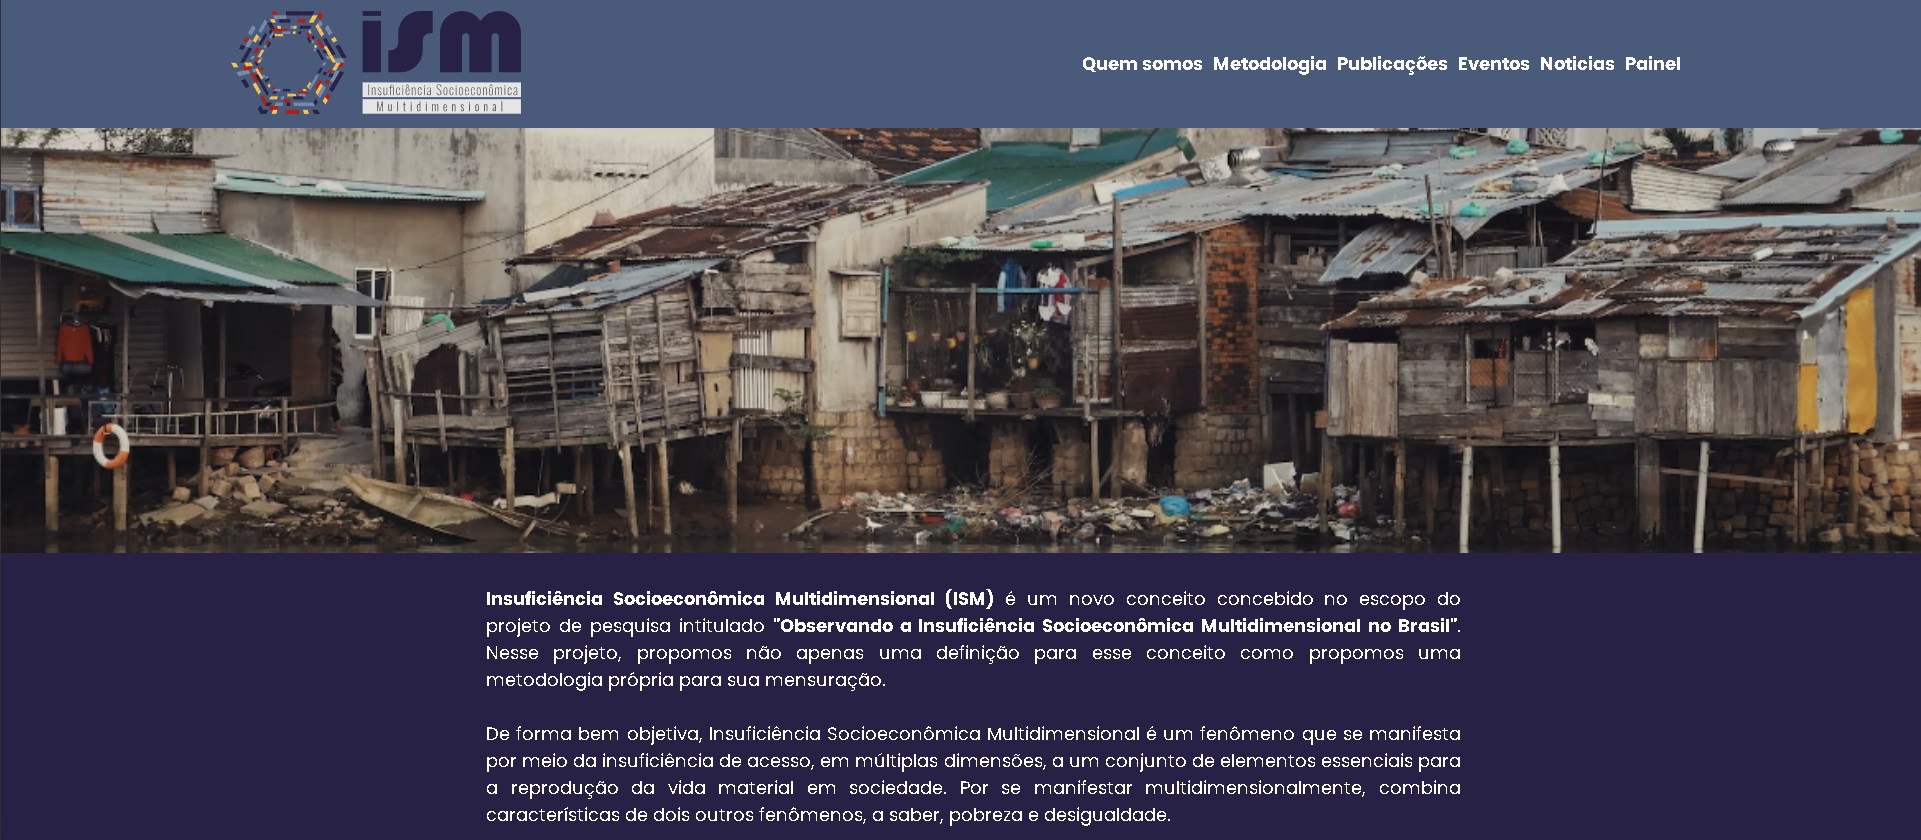 ism
Insuficiência Socioeconômica
Multidimensional
Quem somos Metodologia Publicações Eventos Noticias Painel
Insuficiência Socioeconômica Multidimensional (ISM) é um novo conceito concebido no escopo do
projeto de pesquisa intitulado "Observando a Insuficiência Socioeconômica Multidimensional no Brasil".
Nesse projeto, propomos não apenas uma definição para esse conceito como propomos uma
metodologia própria para sua mensuração.
De forma bem objetiva, Insuficiência Socioeconômica Multidimensional é um fenômeno que se manifesta
por meio da insuficiência de acesso, em múltiplas dimensões, a um conjunto de elementos essenciais para
a reprodução da vida material em sociedade. Por se manifestar multidimensionalmente, combina
características de dois outros fenômenos, a saber, pobreza e desigualdade.